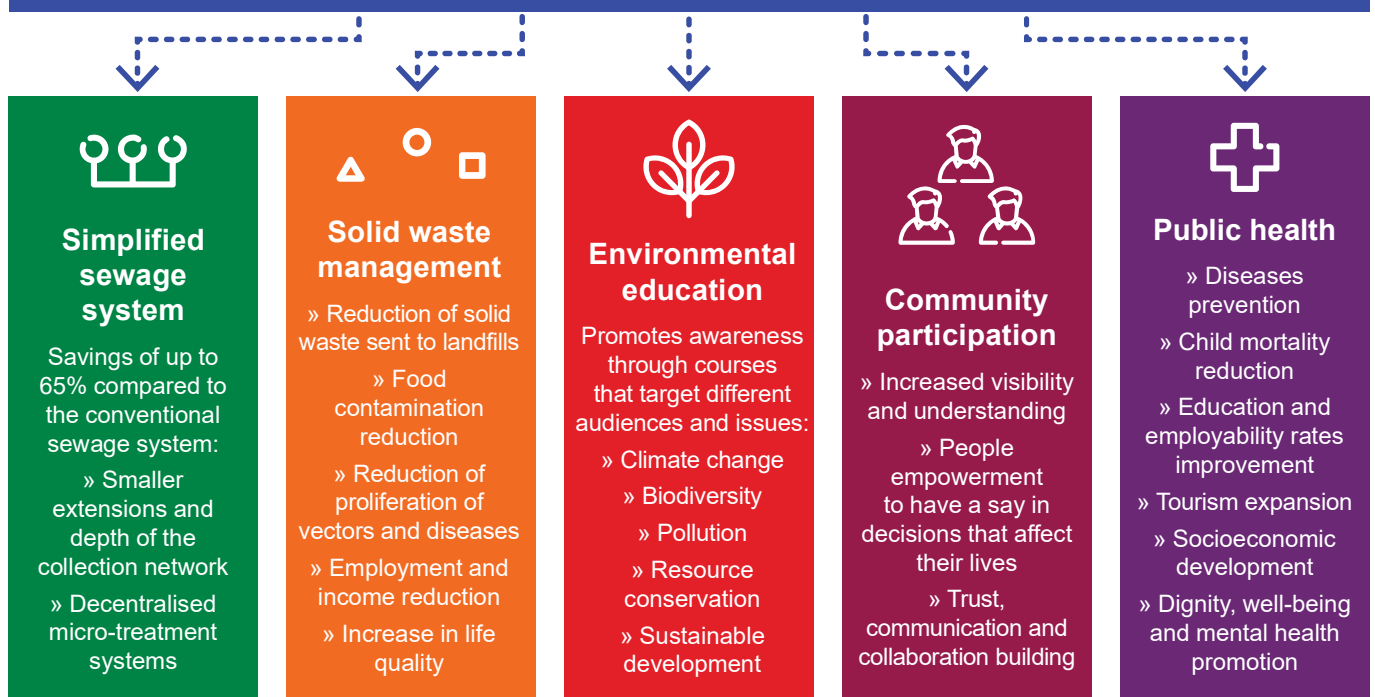 Simplified
sewage
system
Savings of up to
65% compared to
the conventional
sewage system:
» Smaller
extensions and
depth of the
collection network
» Decentralised
micro-treatment
systems
Solid waste
management
» Reduction of solid
waste sent to landfills
» Food
contamination
reduction
» Reduction of
proliferation of
vectors and diseases
» Employment and
income reduction
» Increase in life
quality
Environmental
education
Promotes awareness
through courses
that target different
audiences and issues:
» Climate change
» Biodiversity
» Pollution
» Resource
conservation
» Sustainable
development
Community
participation
» Increased visibility
and understanding
» People
empowerment
to have a say in
decisions that affect
their lives
» Trust,
communication and
collaboration building
Public health
» Diseases
prevention
» Child mortality
reduction
» Education and
employability rates
improvement
» Tourism expansion
» Socioeconomic
development
» Dignity, well-being
and mental health
promotion